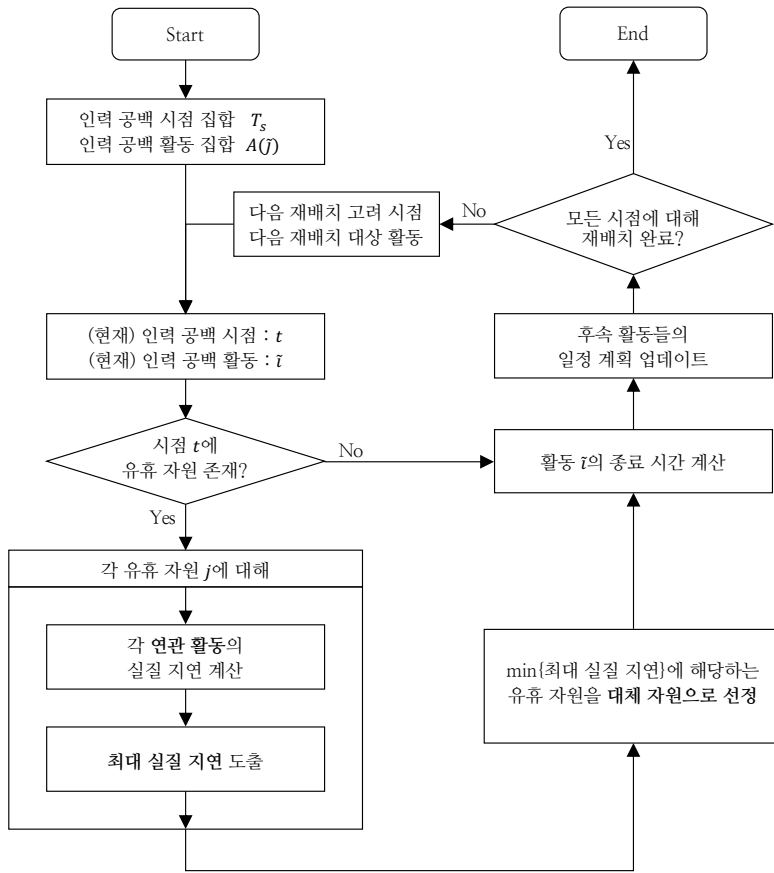 Start
인력 공백 시점 집합 T_s
인력 공백 활동 집합 A(j̃)
(현재) 인력 공백 시점 : t
(현재) 인력 공백 활동 : ĩ
시점 t에
유휴 자원 존재?
No
Yes
각 유휴 자원 j에 대해
각 연관 활동의
실질 지연 계산
최대 실질 지연 도출
min{최대 실질 지연}에 해당하는
유휴 자원을 대체 자원으로 선정
활동 ĩ의 종료 시간 계산
후속 활동들의
일정 계획 업데이트
모든 시점에 대해
재배치 완료?
No
다음 재배치 고려 시점
다음 재배치 대상 활동
Yes
End